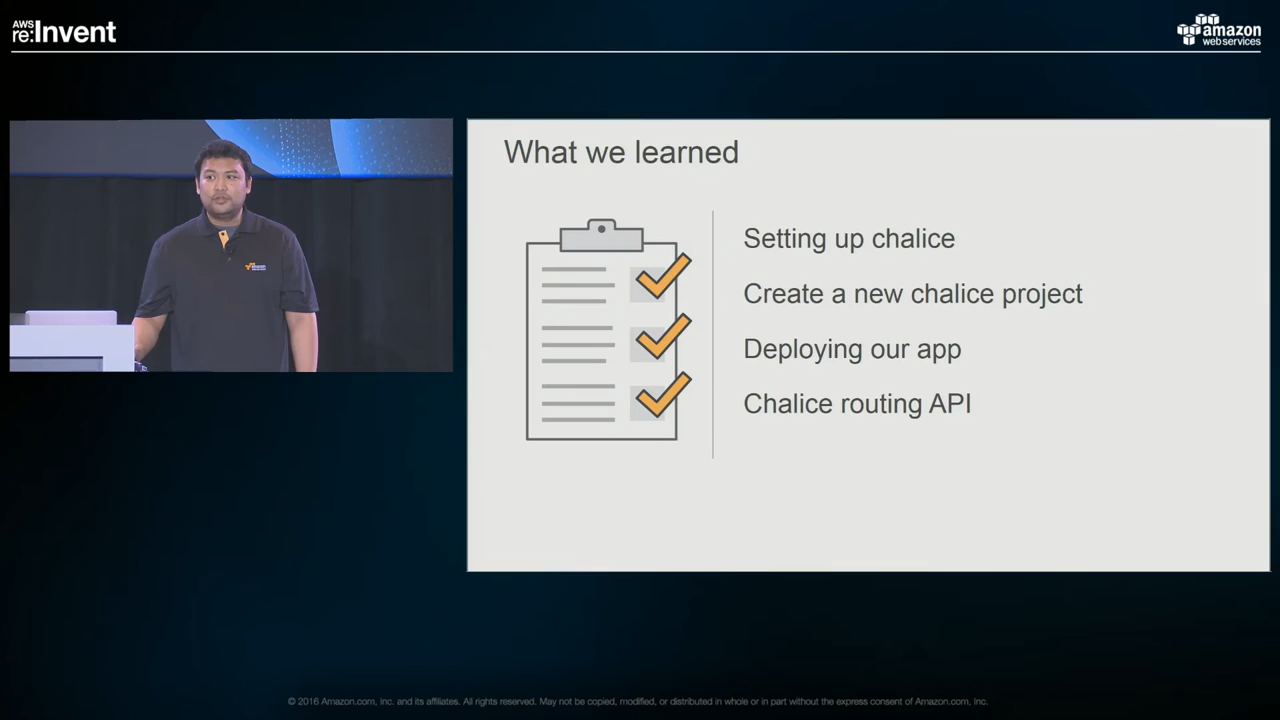 AWS
re:Invent
amazon
web services
What we learned
Setting up chalice
Create a new chalice project
Deploying our app
Chalice routing API
© 2016 Amazon.com, Inc. and its affiliates. All rights reserved. May not be copied, modified, or distributed in whole or in part without the express consent of Amazon.com, Inc.